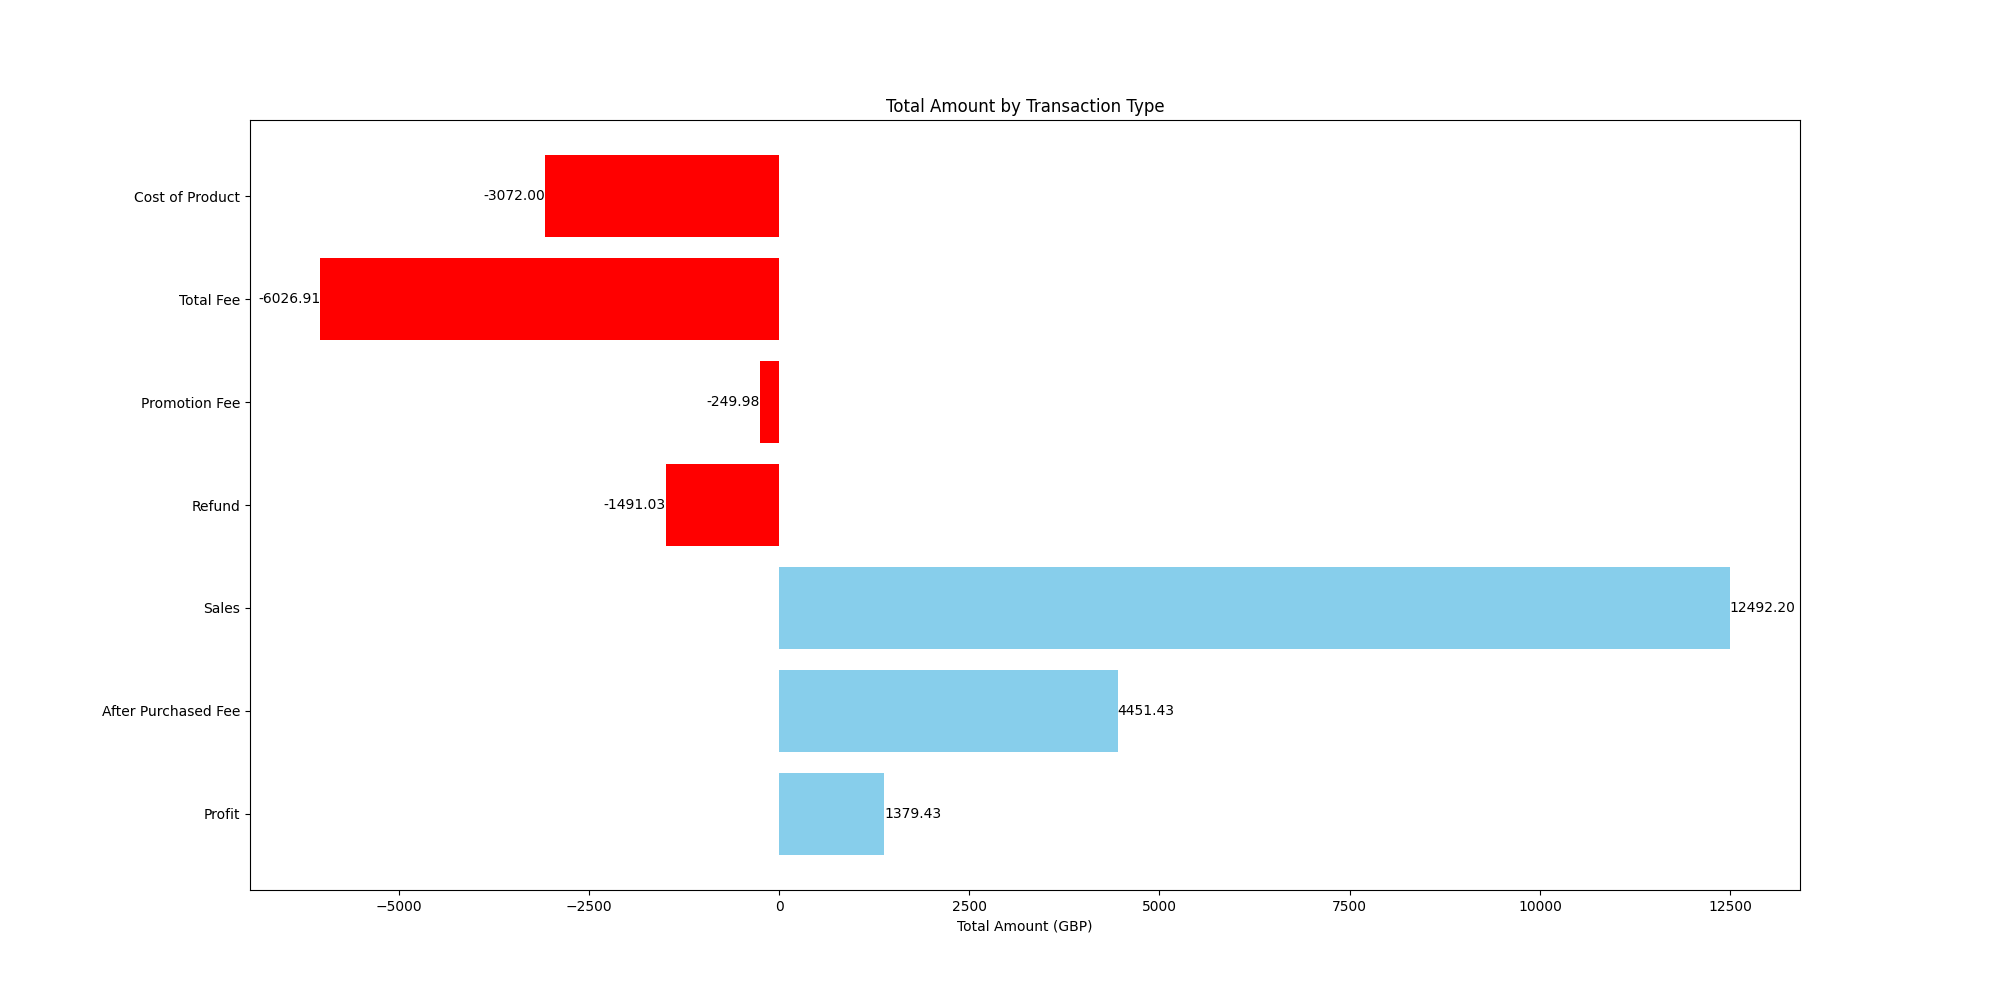 Total Amount by Transaction Type
Cost of Product
-3072.00
Total Fee
-6026.91
Promotion Fee
-249.98
Refund
-1491.03
Sales
12492.20
After Purchased Fee
4451.43
Profit
1379.43
−5000 −2500 0 2500 5000 7500 10000 12500
Total Amount (GBP)